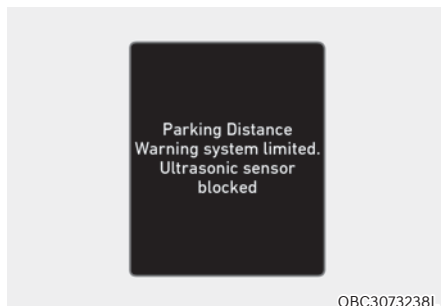 Parking Distance
Warning system limited.
Ultrasonic sensor
blocked
OBC3073238L